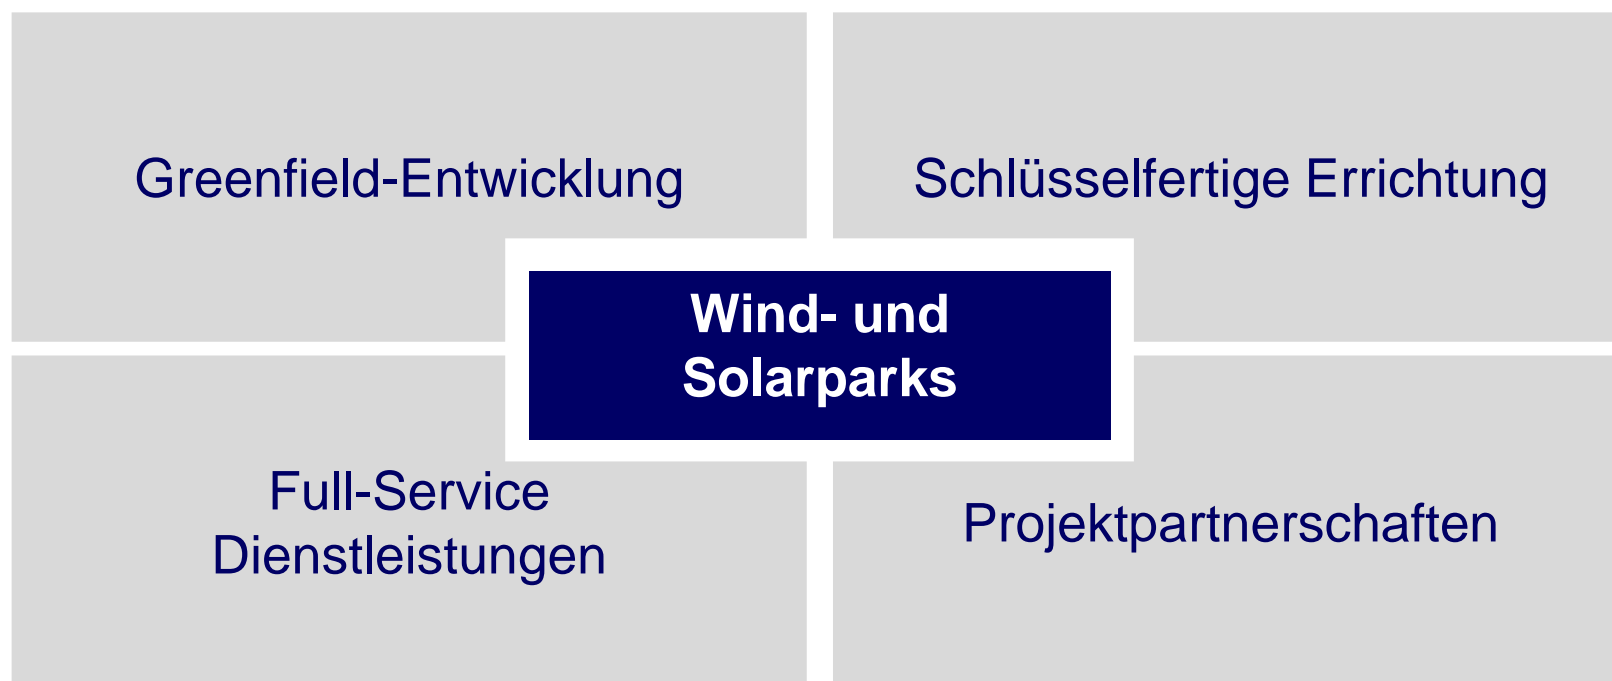 Greenfield-Entwicklung
Schlüsselfertige Errichtung
Wind- und
Solarparks
Full-Service
Dienstleistungen
Projektpartnerschaften